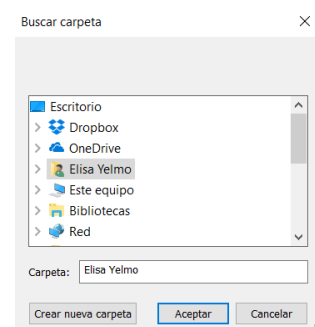 Buscar carpeta
Escritorio
Dropbox
OneDrive
Elisa Yelmo
Este equipo
Bibliotecas
Red
Carpeta: Elisa Yelmo
Crear nueva carpeta Aceptar Cancelar